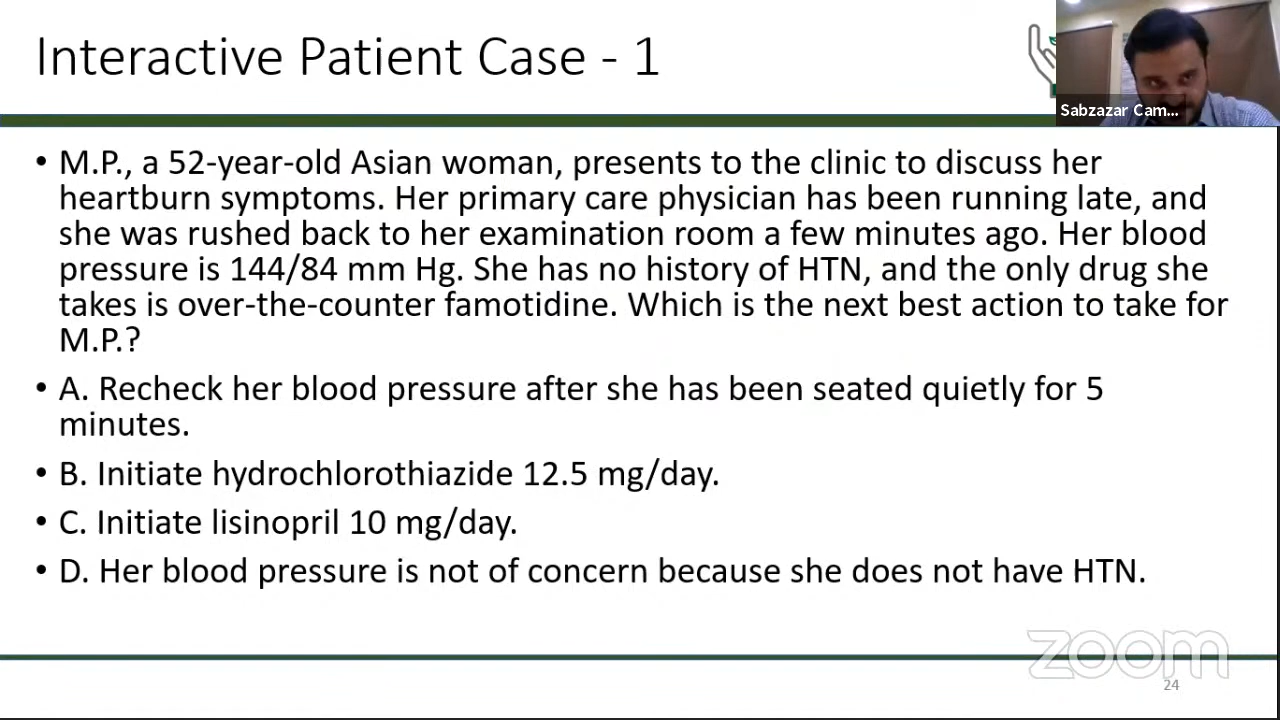 Interactive Patient Case - 1
Sabzazar Cam...
• M.P., a 52-year-old Asian woman, presents to the clinic to discuss her
heartburn symptoms. Her primary care physician has been running late, and
she was rushed back to her examination room a few minutes ago. Her blood
pressure is 144/84 mm Hg. She has no history of HTN, and the only drug she
takes is over-the-counter famotidine. Which is the next best action to take for
M.P.?
• A. Recheck her blood pressure after she has been seated quietly for 5
minutes.
• B. Initiate hydrochlorothiazide 12.5 mg/day.
• C. Initiate lisinopril 10 mg/day.
• D. Her blood pressure is not of concern because she does not have HTN.
zoom
24